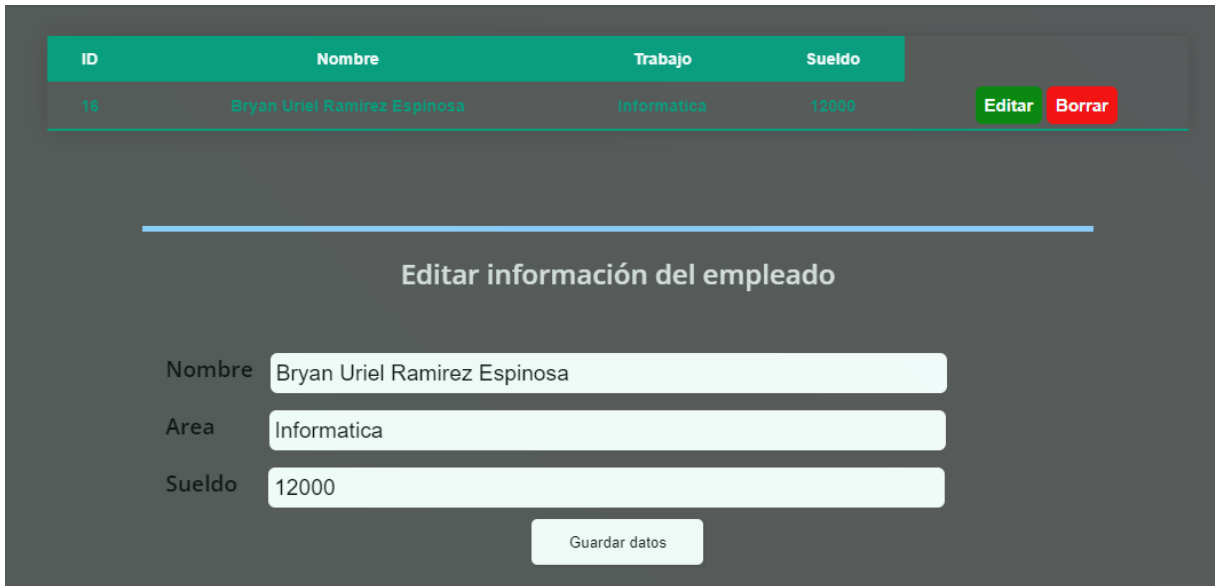 ID Nombre Trabajo Sueldo
16 Bryan Uriel Ramirez Espinosa Informatica 12000 Editar Borrar
Editar información del empleado
Nombre Bryan Uriel Ramirez Espinosa
Area Informatica
Sueldo 12000
Guardar datos